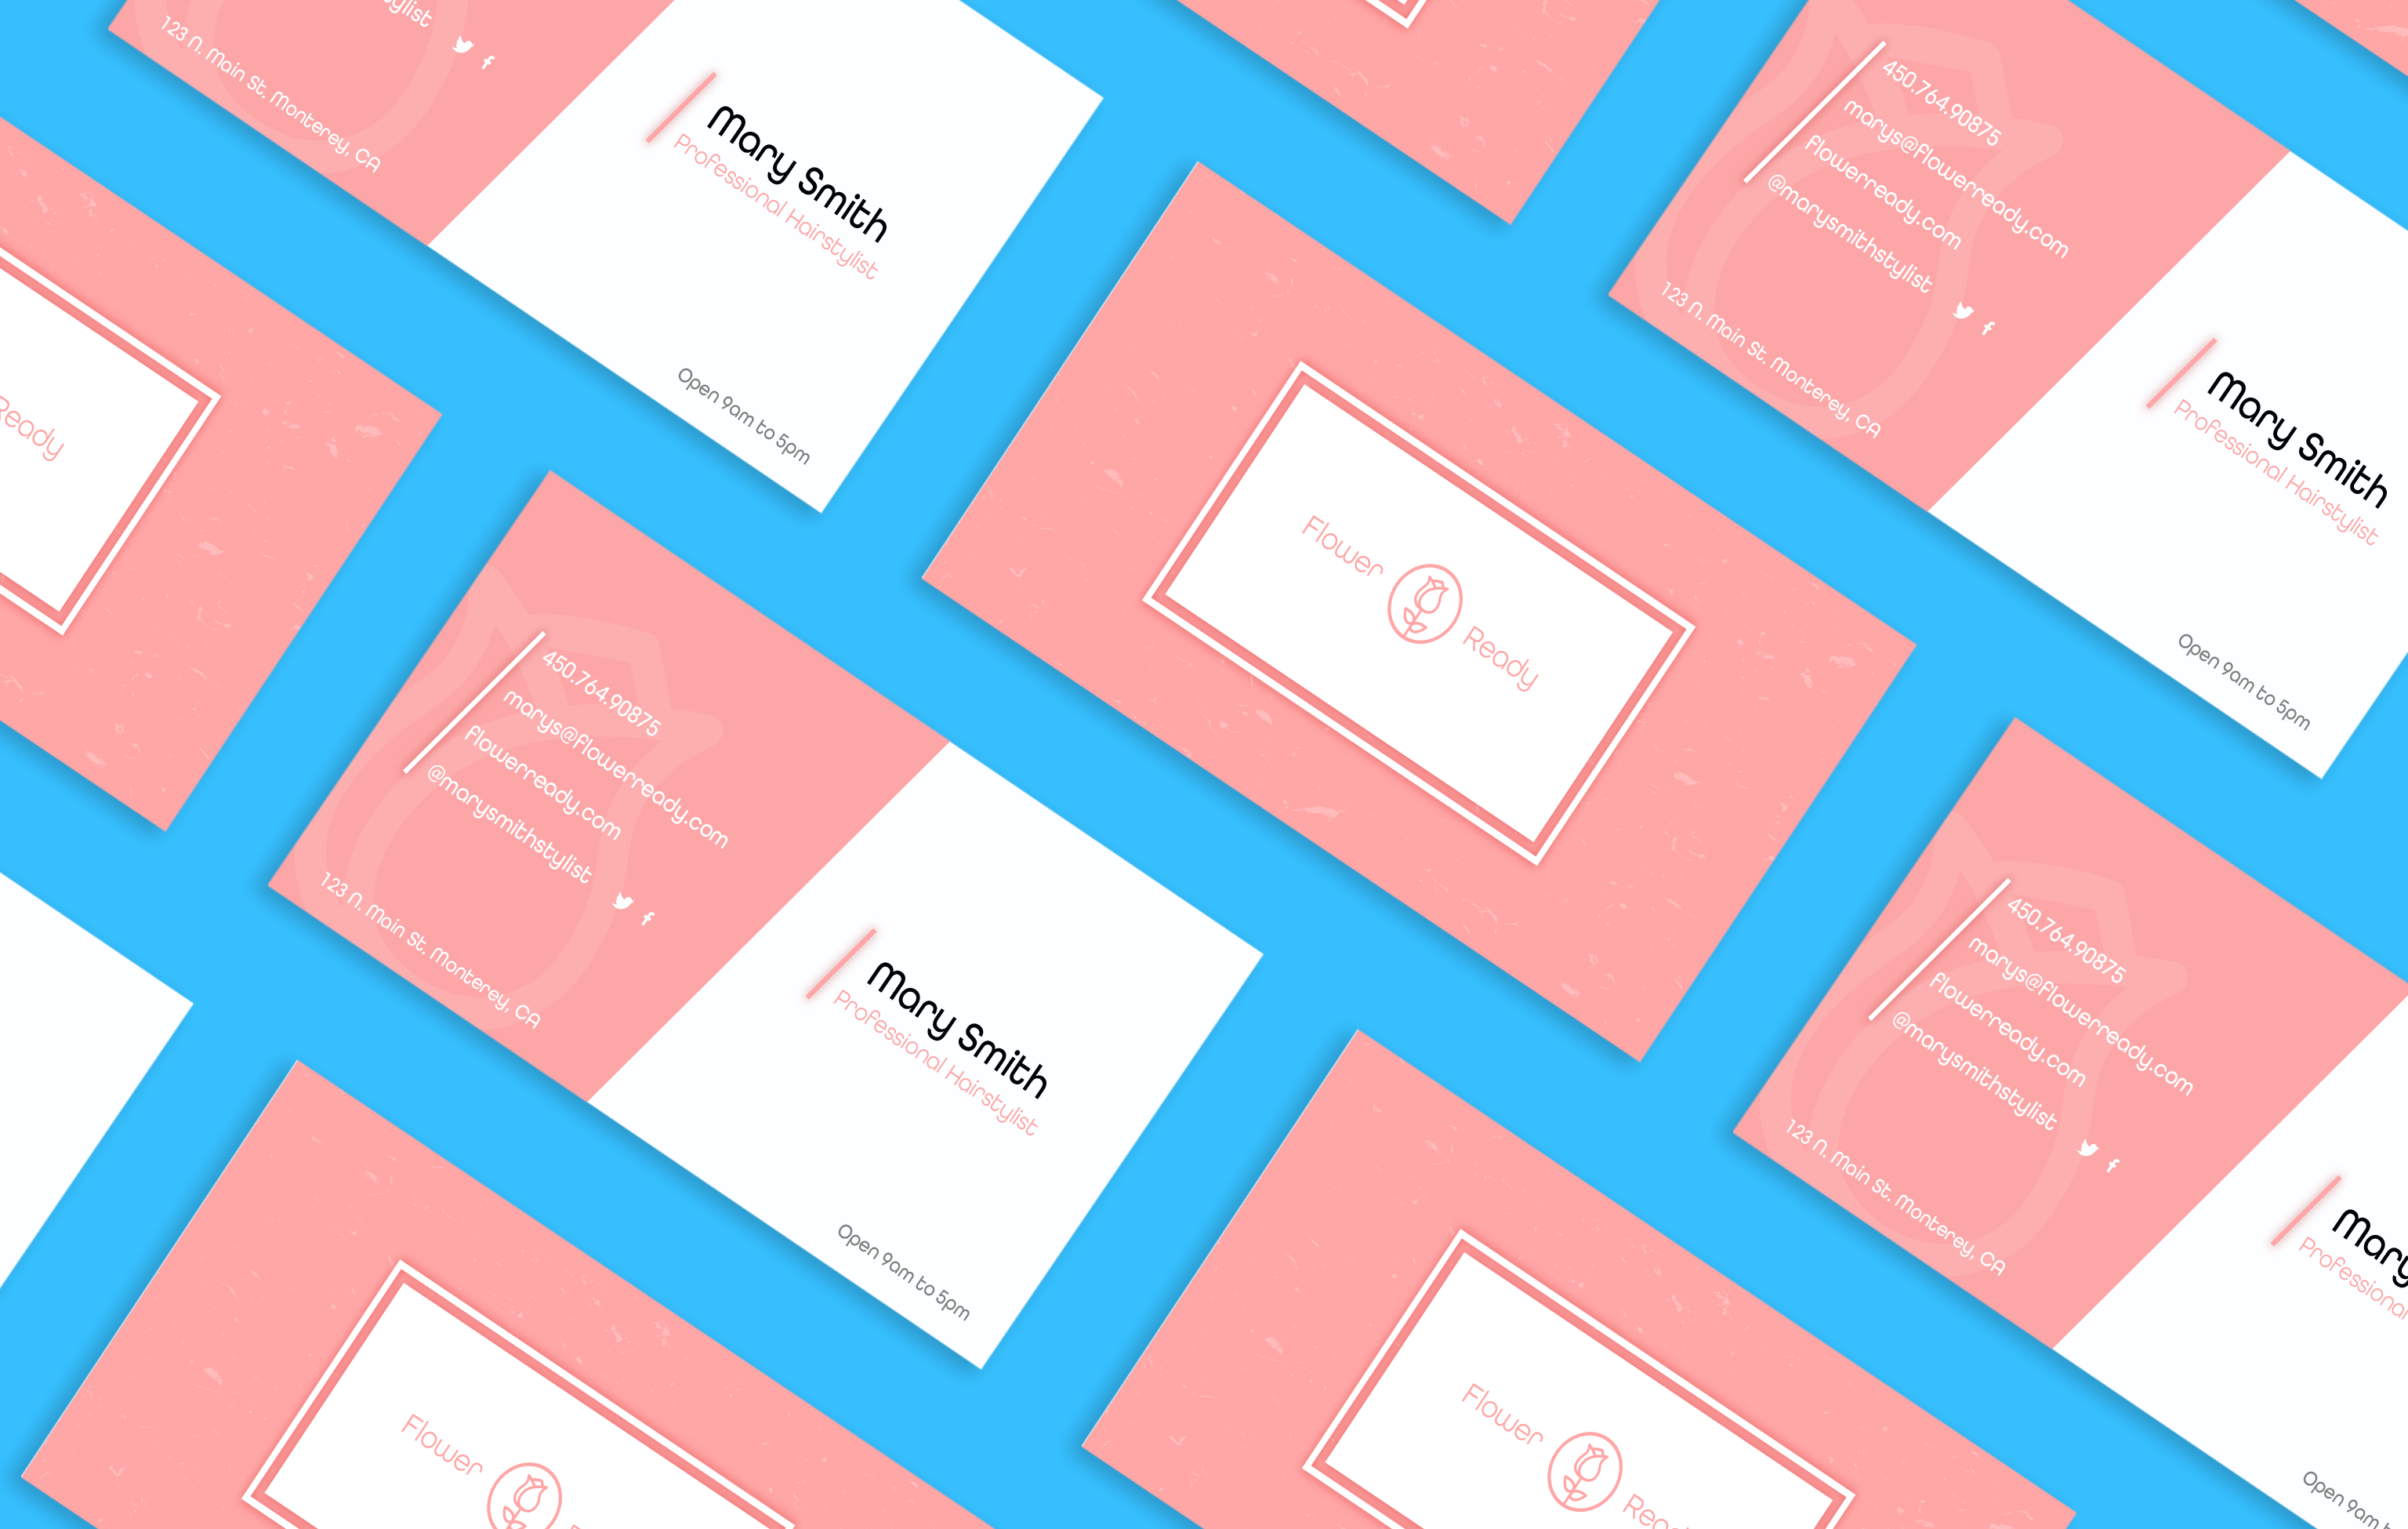 123 N. Main St. Monterey, CA
Mary Smith
Professional Hairstylist
Open 9am to 5pm
450.764.90875
marys@flowerready.com
flowerready.com
@marysmithstylist
123 N. Main St. Monterey, CA
Mary Smith
Professional Hairstylist
Open 9am to 5pm
Ready
Flower Ready
450.764.90875
marys@flowerready.com
flowerready.com
@marysmithstylist
123 N. Main St. Monterey, CA
Mary Smith
Professional Hairstylist
Open 9am to 5pm
450.764.90875
marys@flowerready.com
flowerready.com
@marysmithstylist
123 N. Main St. Monterey, CA
Mary
Professional
Open 9am
Flower
Flower